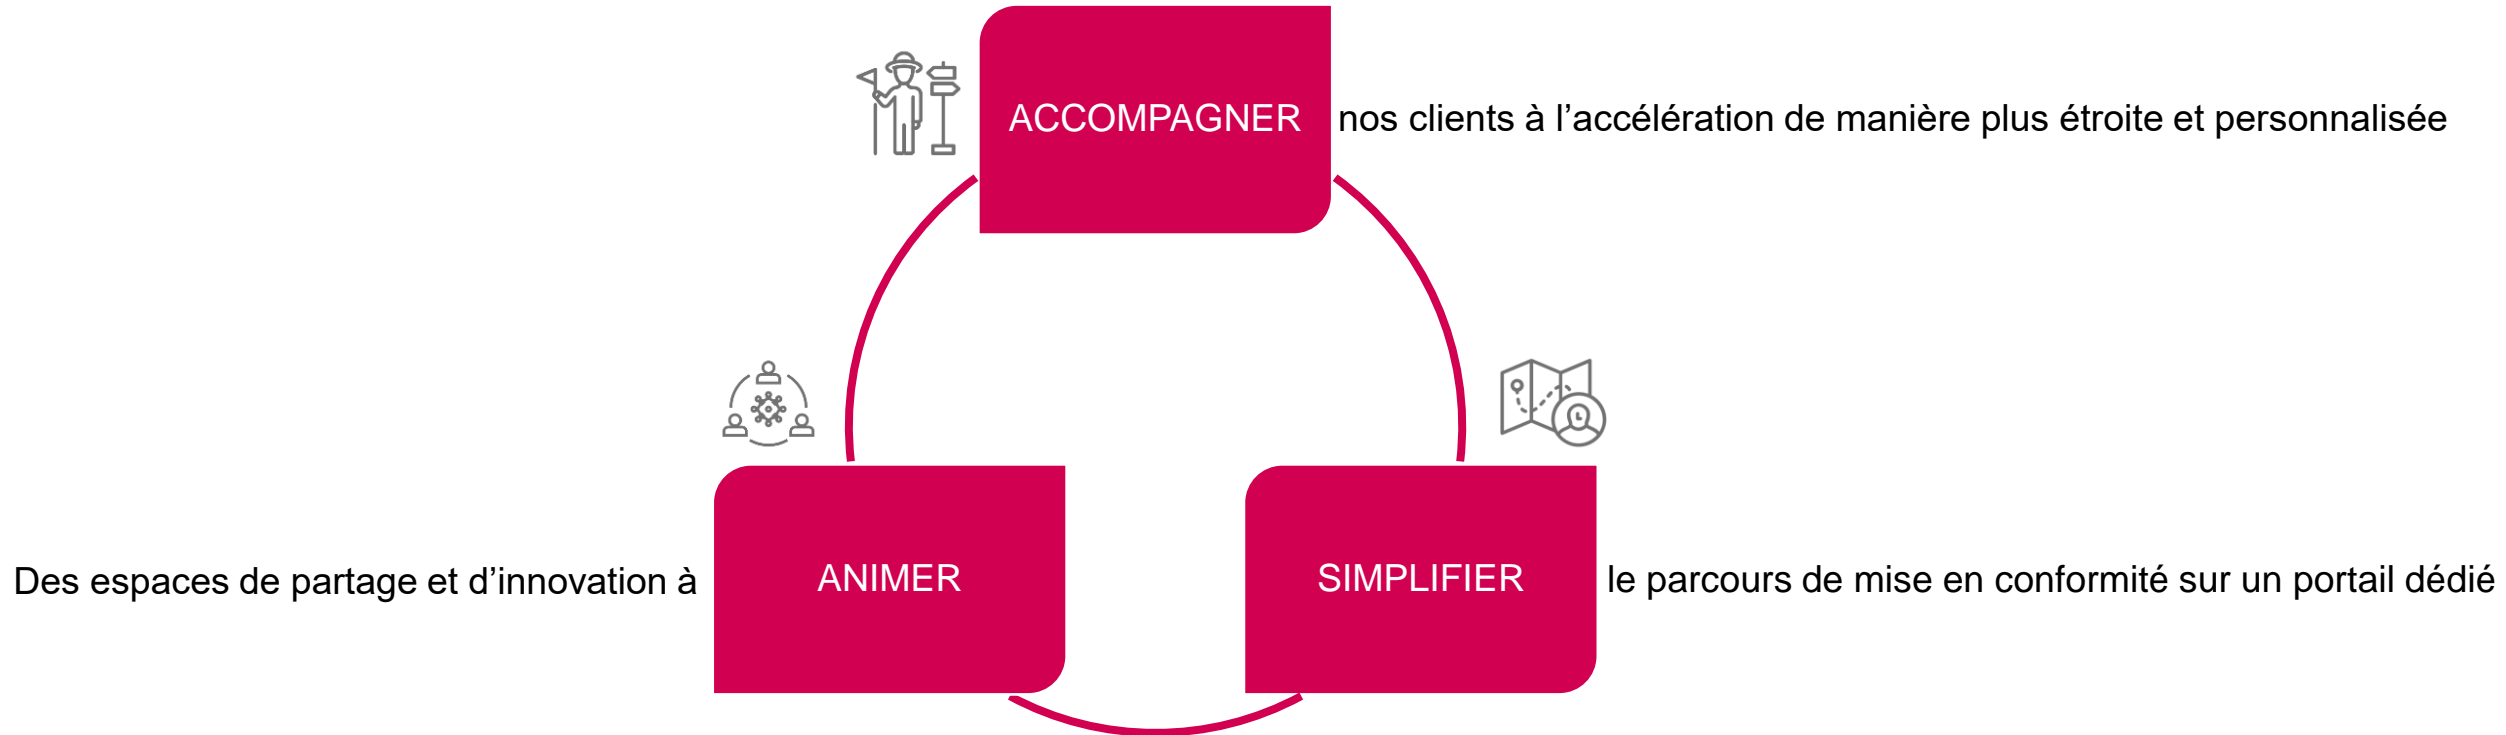 ACCOMPAGNER nos clients à l’accélération de manière plus étroite et personnalisée
Des espaces de partage et d’innovation à ANIMER
SIMPLIFIER le parcours de mise en conformité sur un portail dédié